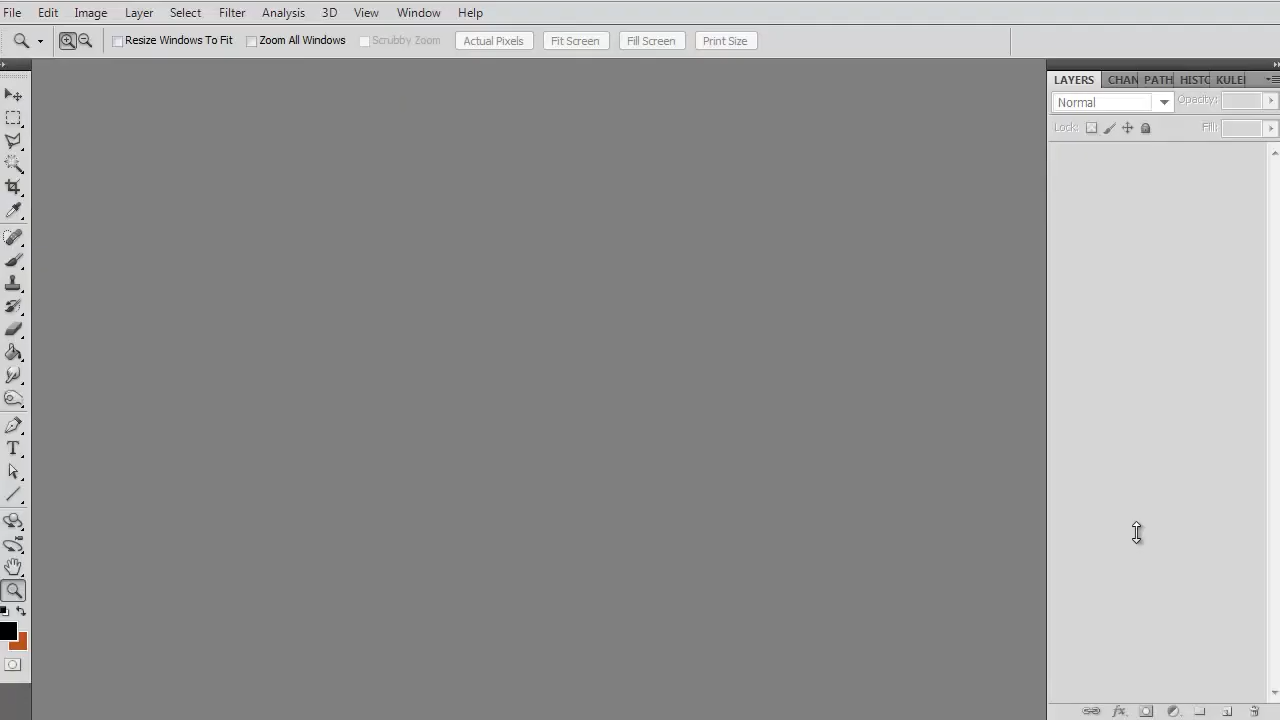 File Edit Image Layer Select Filter Analysis 3D View Window Help
Resize Windows To Fit Zoom All Windows Scrubby Zoom Actual Pixels Fit Screen Fill Screen Print Size
LAYERS CHAN PATH HISTO KULEI
Normal Opacity:
Lock: Fill: